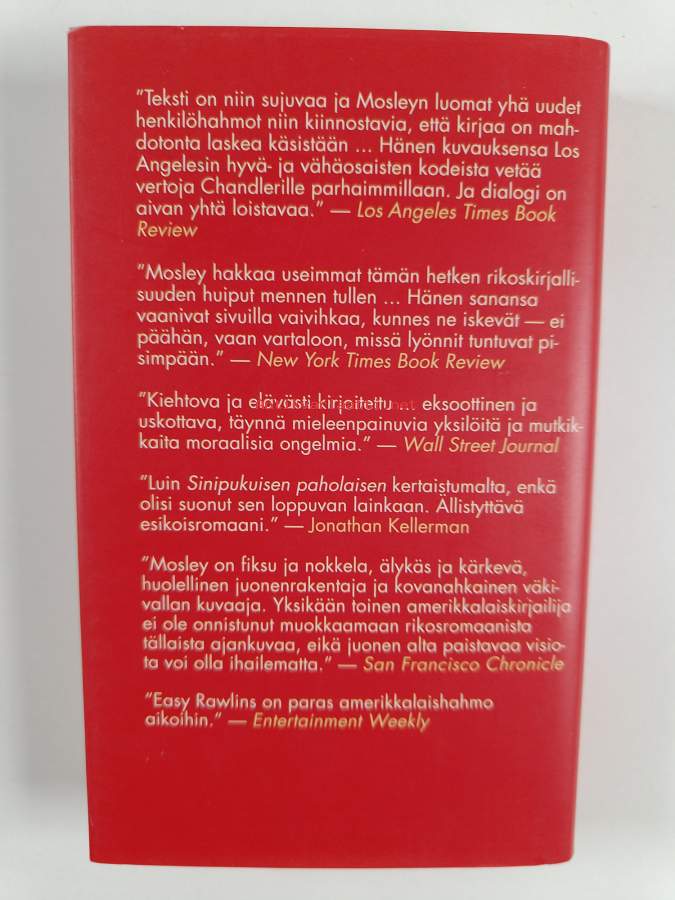 "Teksti on niin sujuvaa ja Mosleyn luomat yhä uudet
henkilöhahmot niin kiinnostavia, että kirjaa on mah-
dotonta laskea käsistään ... Hänen kuvauksensa Los
Angelesin hyvä- ja vähäosaisten kodeista vetää
vertoja Chandlerille parhaimmillaan. Ja dialogi on
aivan yhtä loistavaa." — Los Angeles Times Book
Review
"Mosley hakkaa useimmat tämän hetken rikoskirjalli-
suuden huiput mennen tullen ... Hänen sanansa
vaanivat sivuilla vaivihkaa, kunnes ne iskevät — ei
päähän, vaan vartaloon, missä lyönnit tuntuvat pi-
simpään." — New York Times Book Review
"Kiehtova ja elävästi kirjoitettu ... eksoottinen ja
uskottava, täynnä mieleenpainuvia yksilöitä ja mutkik-
kaita moraalisia ongelmia." — Wall Street Journal
"Luin Sinipukuisen paholaisen kertaistumalta, enkä
olisi suonut sen loppuvan lainkaan. Ällistyttävä
esikoisromaani." — Jonathan Kellerman
"Mosley on fiksu ja nokkela, älykäs ja kärkevä,
huolellinen juonenrakentaja ja kovanahkainen väki-
vallan kuvaaja. Yksikään toinen amerikkalaiskirjailija
ei ole onnistunut muokkaamaan rikosromaanista
tällaista ajankuvaa, eikä juonen alta paistavaa visio-
ta voi olla ihailematta." — San Francisco Chronicle
"Easy Rawlins on paras amerikkalaishahmo
aikoihin." — Entertainment Weekly